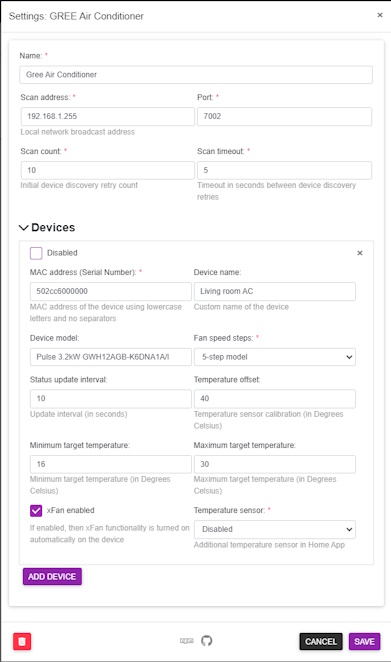 Settings: GREE Air Conditioner ×
Name: *
Gree Air Conditioner
Scan address: * Port: *
192.168.1.255 7002
Local network broadcast address
Scan count: * Scan timeout: *
10 5
Initial device discovery retry count Timeout in seconds between device discovery
retries
Devices
Disabled ×
MAC address (Serial Number): * Device name:
502cc6000000 Living room AC
MAC address of the device using lowercase Custom name of the device
letters and no separators
Device model: Fan speed steps: *
Pulse 3.2kW GWH12AGB-K6DNA1A/I 5-step model
Status update interval: Temperature offset:
10 40
Update interval (in seconds) Temperature sensor calibration (in Degrees
Celsius)
Minimum target temperature: Maximum target temperature:
16 30
Minimum target temperature (in Degrees Maximum target temperature (in Degrees
Celsius) Celsius)
xFan enabled Temperature sensor: *
If enabled, then xFan functionality is turned on Disabled
automatically on the device Additional temperature sensor in Home App
ADD DEVICE
npm CANCEL SAVE